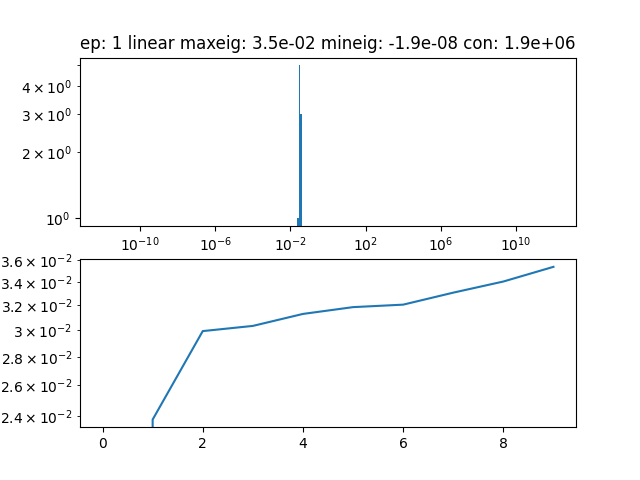 ep: 1 linear maxeig: 3.5e-02 mineig: -1.9e-08 con: 1.9e+06
4 × 10⁰
3 × 10⁰
2 × 10⁰
10⁰
10⁻¹⁰ 10⁻⁶ 10⁻² 10² 10⁶ 10¹⁰
3.6 × 10⁻²
3.4 × 10⁻²
3.2 × 10⁻²
3 × 10⁻²
2.8 × 10⁻²
2.6 × 10⁻²
2.4 × 10⁻²
0 2 4 6 8